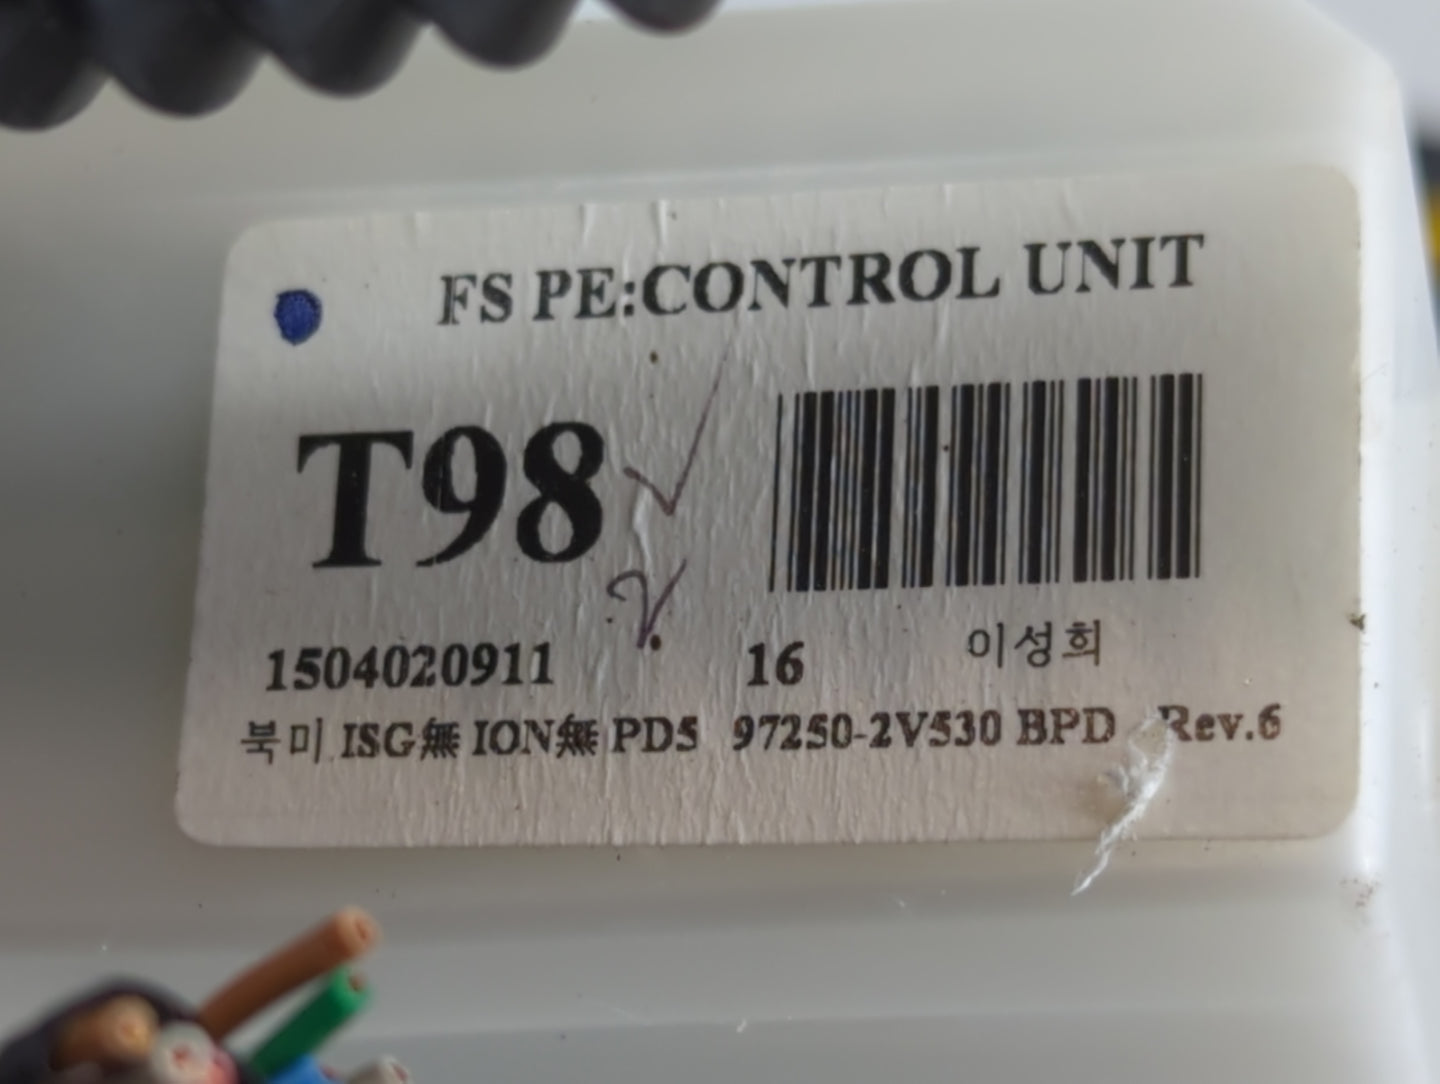 FS PE:CONTROL UNIT
T98
1504020911 16 이성희
북미 ISG無 ION無 PD5 97250-2V530 BPD Rev.6